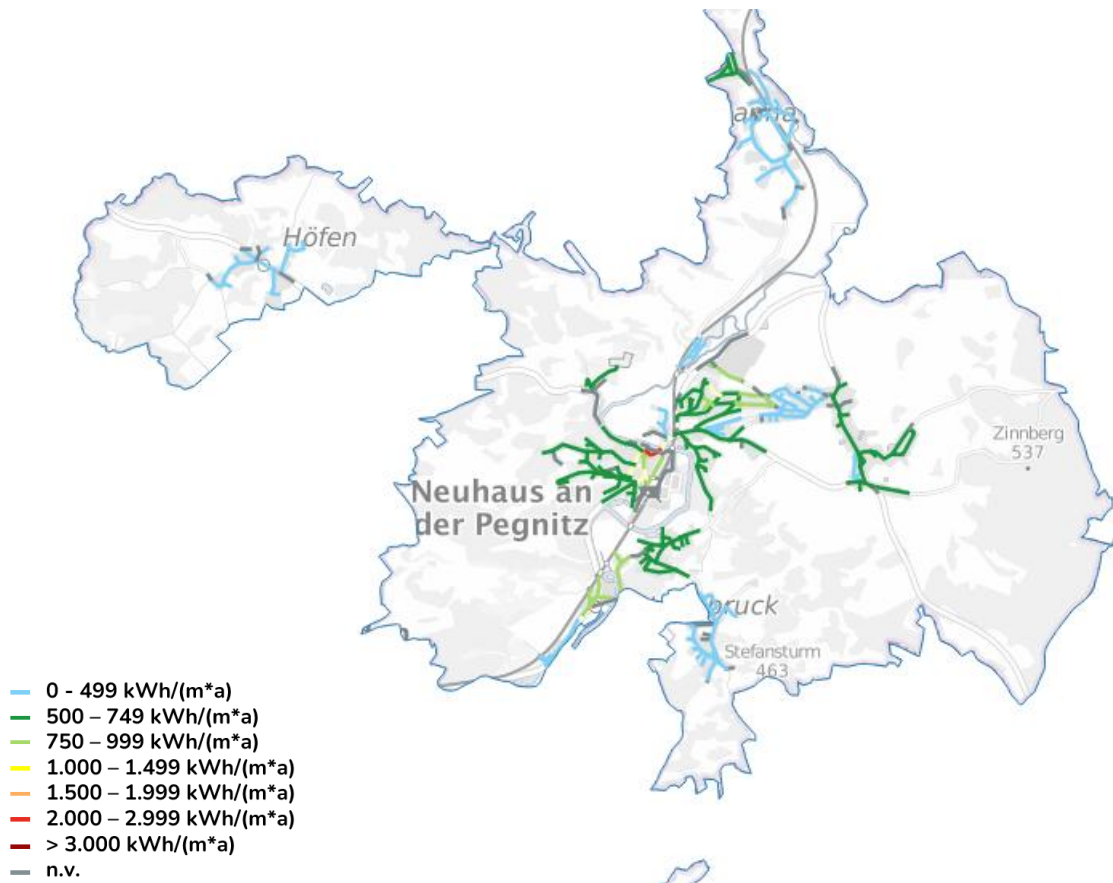 Höfen
Zinnberg
537
Neuhaus an
der Pegnitz
bruck
Stefansturm
463
0 - 499 kWh/(m*a)
500 – 749 kWh/(m*a)
750 – 999 kWh/(m*a)
1.000 – 1.499 kWh/(m*a)
1.500 – 1.999 kWh/(m*a)
2.000 – 2.999 kWh/(m*a)
> 3.000 kWh/(m*a)
n.v.